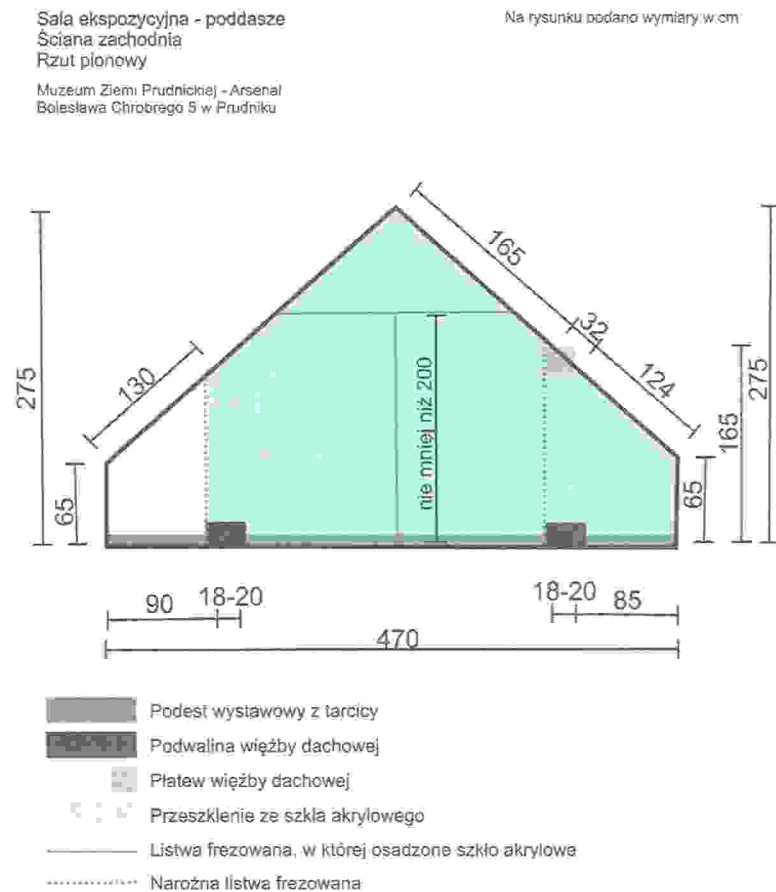 Sala ekspozycyjna - poddasze
Ściana zachodnia
Rzut pionowy
Muzeum Ziemi Prudnickiej - Arsenał
Bolesława Chrobrego 5 w Prudniku
Na rysunku podano wymiary w cm
165
32
124
130
275
65
nie mniej niż 200
65
165
275
90
18-20
18-20
85
470
Podest wystawowy z tarcicy
Podwalina więźby dachowej
Płatew więźby dachowej
Przeszklenie ze szkła akrylowego
Listwa frezowana, w której osadzone szkło akrylowe
Narożna listwa frezowana